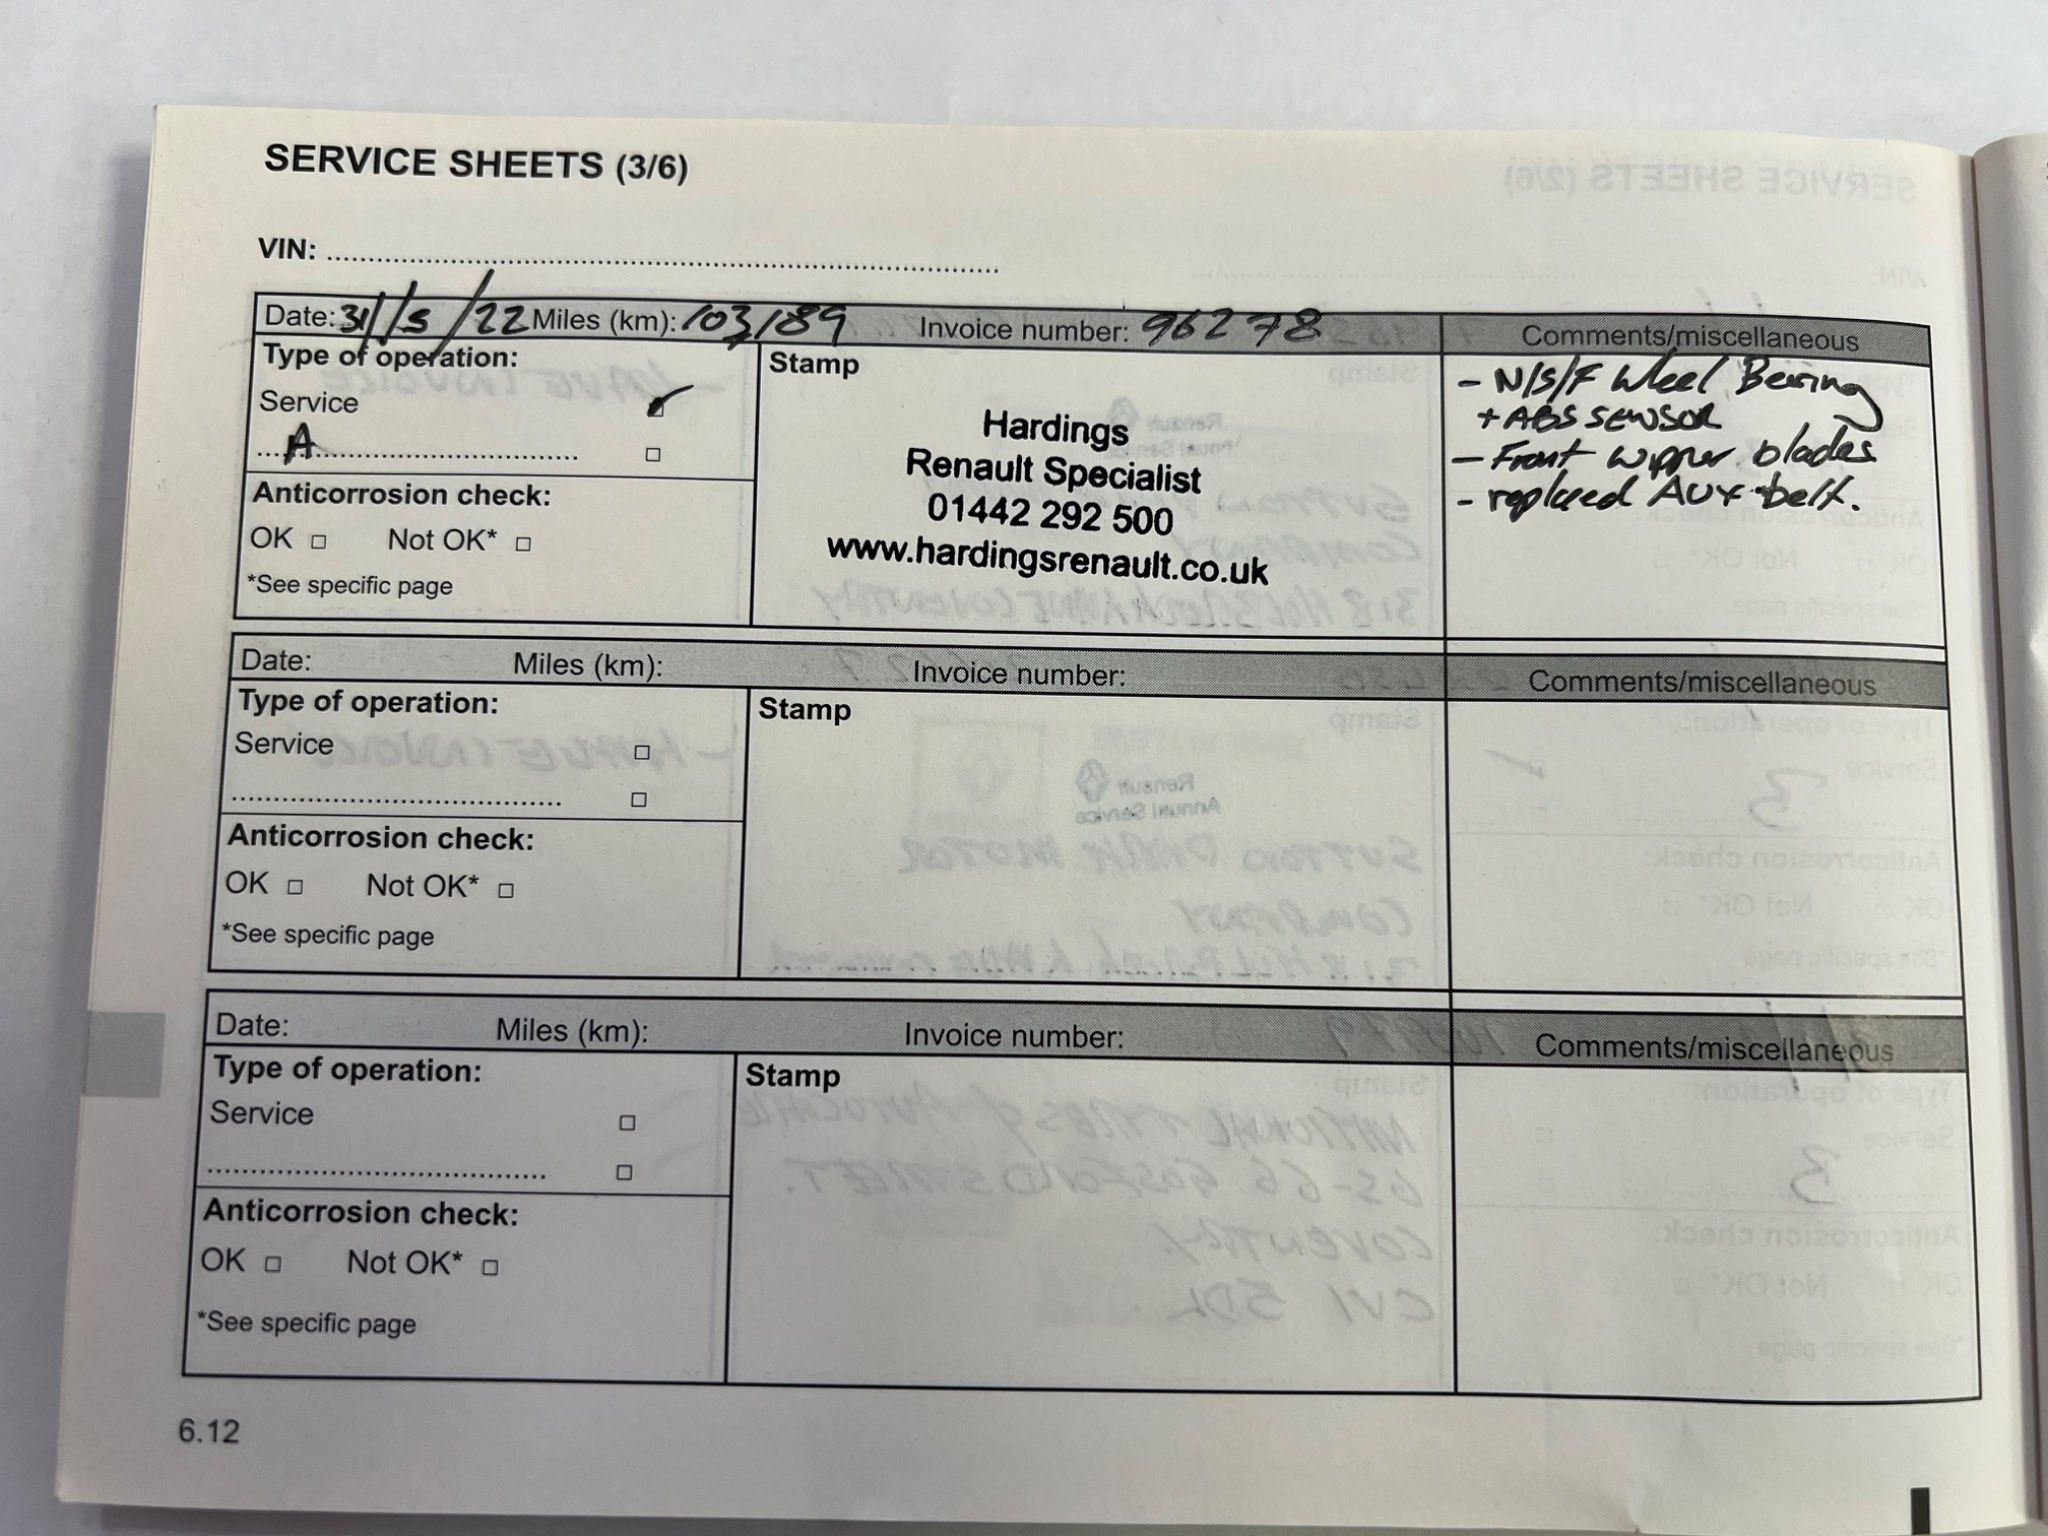 SERVICE SHEETS (3/6)
VIN:
Date: 31/5/22 Miles (km): 103,189 Invoice number: 96278 Comments/miscellaneous
Type of operation:
Service
A
Anticorrosion check:
OK Not OK*
*See specific page
Stamp
Hardings
Renault Specialist
01442 292 500
www.hardingsrenault.co.uk
- N/S/F Wheel Bearing
+ ABS SENSOR
- Front wipper blades
- replaced AUX belt.
Date: Miles (km): Invoice number: Comments/miscellaneous
Type of operation:
Service
Anticorrosion check:
OK Not OK*
*See specific page
Stamp
Date: Miles (km): Invoice number: Comments/miscellaneous
Type of operation:
Service
Anticorrosion check:
OK Not OK*
*See specific page
Stamp
6.12